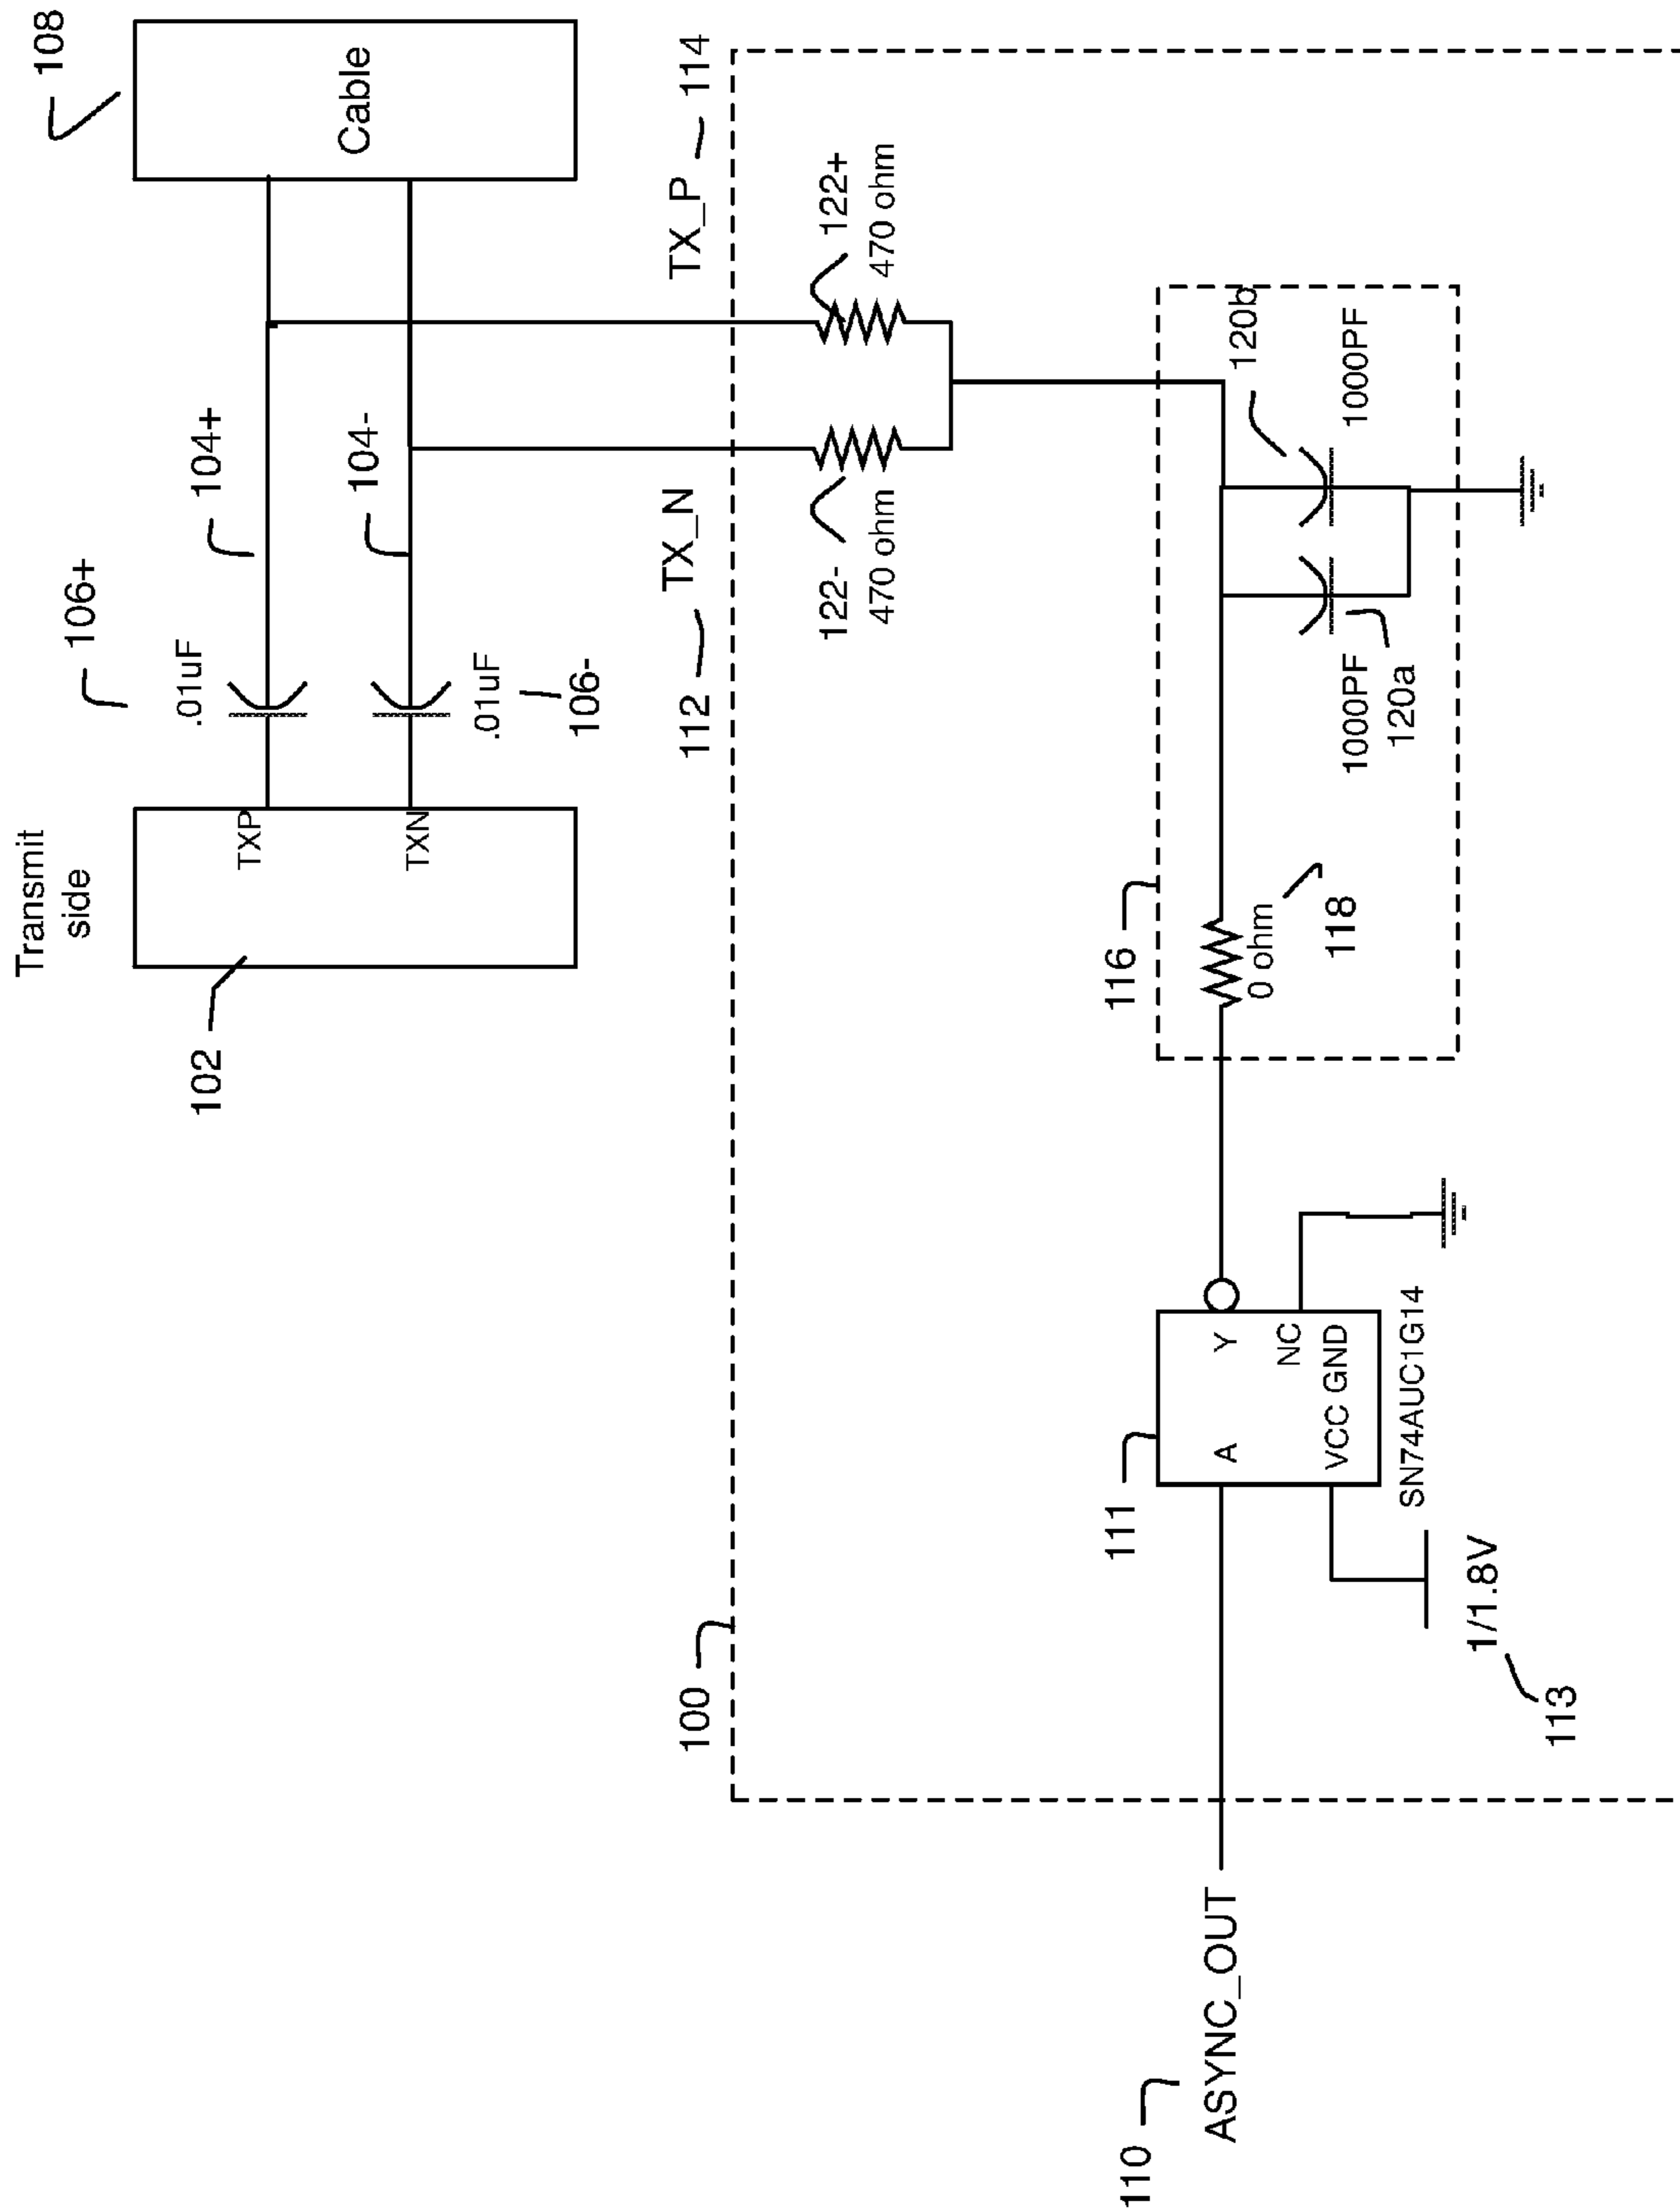 108
Cable
Transmit
side
TXP
TXN
102
106+
.01uF
.01uF
106-
104+
104-
112
TX_N
TX_P
114
122-
470 ohm
122+
470 ohm
100
116
0 ohm
118
120b
1000PF
1000PF
120a
111
A
Y
NC
VCC GND
SN74AUC1G14
1/1.8V
113
110
ASYNC_OUT